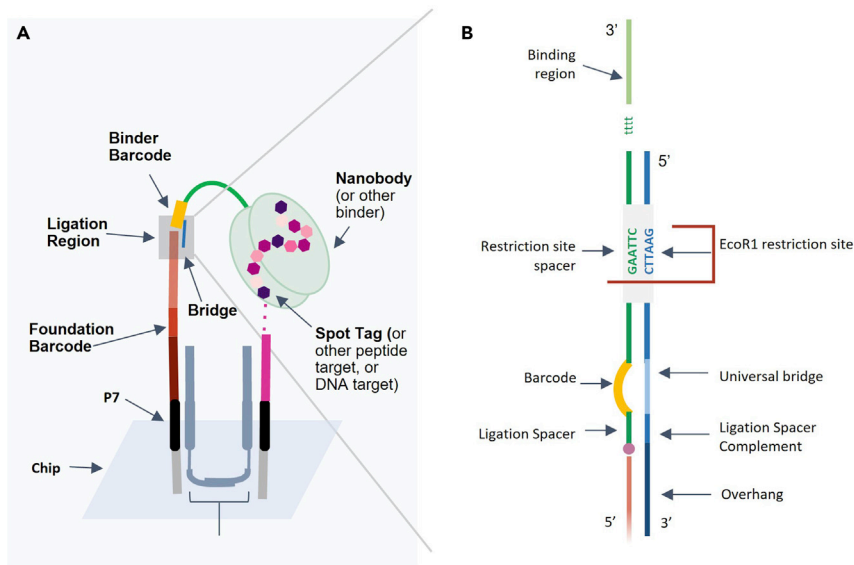 A
Binder
Barcode
Nanobody
(or other
binder)
Ligation
Region
Bridge
Foundation
Barcode
Spot Tag (or
other peptide
target, or
DNA target)
P7
Chip
B
3’
Binding
region
tttt
5’
Restriction site
spacer
GAATTC
CTTAAG
EcoR1 restriction site
Barcode
Universal bridge
Ligation Spacer
Ligation Spacer
Complement
Overhang
5’
3’